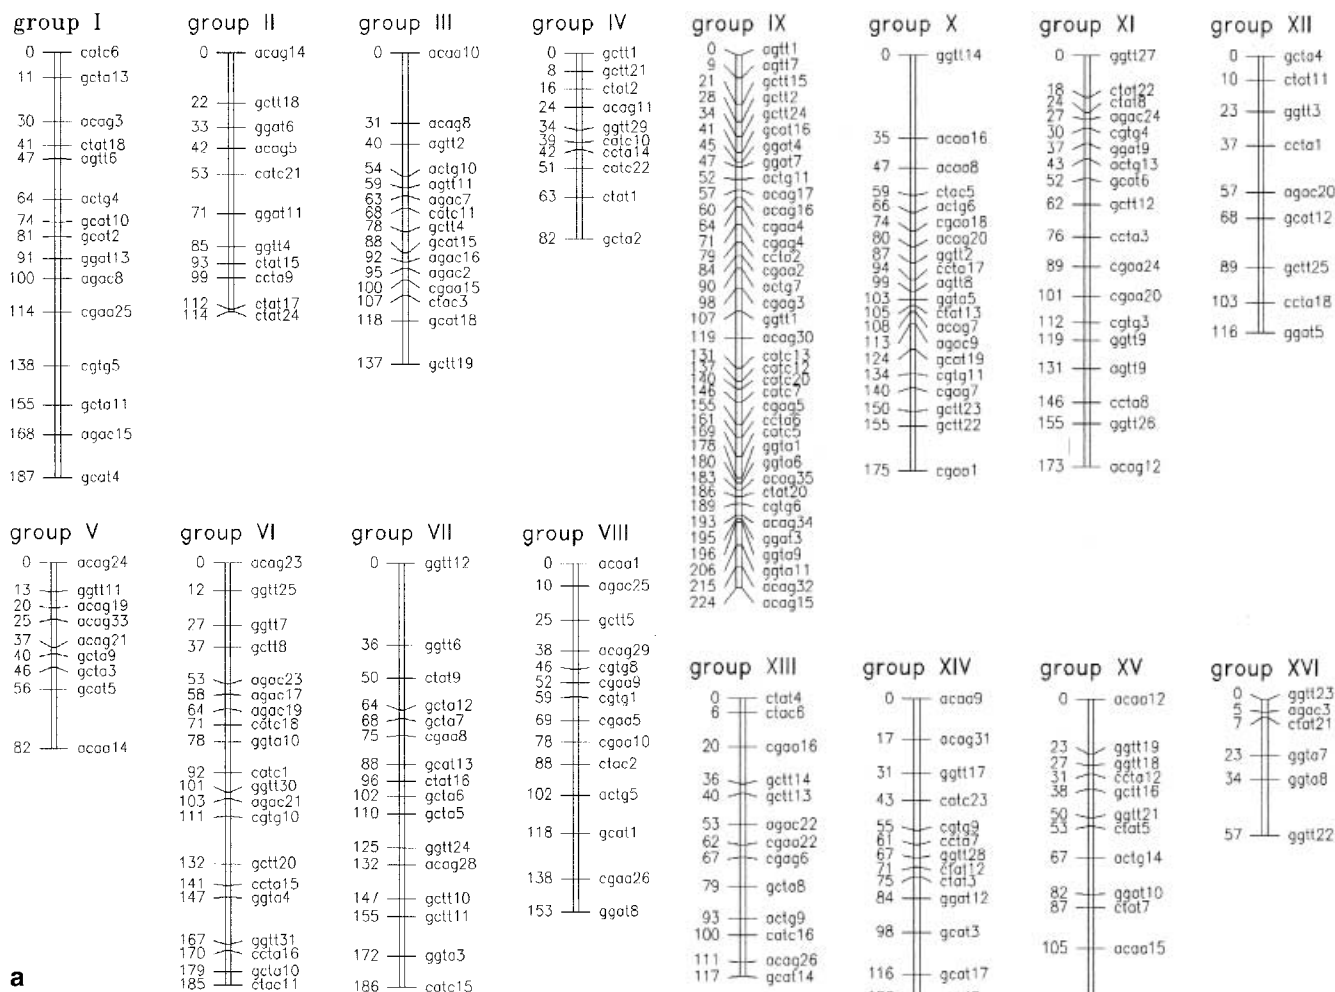 group I
0 catc6
11 gcta13
30 acag3
41 ctat18
47 agtt6
64 actg4
74 gcat10
81 gcat2
91 ggat13
100 agac8
114 cgaa25
138 cgtg5
155 gcta11
168 agac15
187 gcat4
group II
0 acag14
22 gctt18
33 ggat6
42 acag5
53 catc21
71 ggat11
85 ggtt4
93 ctat15
99 ccta9
112 ctat17
114 ctat24
group III
0 acaa10
31 acag8
40 agtt2
54 actg10
59 agtt11
63 agac7
68 catc11
78 gctt4
88 gcat15
92 agac16
95 agac2
100 cgaa15
107 ctac3
118 gcat18
137 gctt19
group IV
0 gctt1
8 gctt21
16 ctat2
24 acag11
34 ggtt29
39 catc10
42 ccta14
51 catc22
63 ctat1
82 gcta2
group V
0 acag24
13 ggtt11
20 acag19
25 acag33
37 acag21
40 gcta9
46 gcta3
56 gcat5
82 acaa14
group VI
0 acag23
12 ggtt25
27 ggtt7
37 gctt8
53 agac23
58 agac17
64 agac19
71 catc18
78 ggta10
92 catc1
101 ggtt30
103 agac21
111 cgtg10
132 gctt20
141 ccta15
147 ggta4
167 ggtt31
170 ccta16
179 gcta10
185 ctac11
group VII
0 ggtt12
36 ggtt6
50 ctat9
64 gcta12
68 gcta7
75 cgaa8
88 gcat13
96 ctat16
102 gcta6
110 gcta5
125 ggtt24
132 acag28
147 gctt10
155 gctt11
172 ggta3
186 catc15
group VIII
0 acaa1
10 agac25
25 gctt5
38 acag29
46 cgtg8
52 cgaa9
59 cgtg1
69 cgaa5
78 cgaa10
88 ctac2
102 actg5
118 gcat1
138 cgaa26
153 ggat8
a
group IX
0 agtt1
9 agtt7
21 gctt15
28 gctt2
34 gctt24
41 gcat16
45 ggat4
47 ggat7
52 actg11
57 acag17
60 acag16
64 cgaa4
71 cgag4
79 ccta2
84 cgaa2
90 actg7
98 cgag3
107 ggtt1
119 acag30
131 catc13
137 catc12
140 catc20
146 catc7
155 cgag5
161 ccta6
169 catc5
178 ggta1
180 ggta6
183 acag35
186 ctat20
189 cgtg6
193 acag34
195 ggat3
196 ggta9
206 ggta11
215 acag32
224 acag15
group X
0 ggtt14
35 acaa16
47 acaa8
59 ctac5
66 actg6
74 cgaa18
80 acag20
87 agtt2
94 ccta17
99 agtt8
103 ggta5
105 ctat13
108 acag7
113 agac9
124 gcat19
134 cgtg11
140 cgag7
150 gctt23
155 gctt22
175 cgaa1
group XI
0 ggtt27
18 ctat22
24 ctat8
27 agac24
30 cgtg4
37 ggat9
43 actg13
52 gcat6
62 gctt12
76 ccta3
89 cgaa24
101 cgaa20
112 cgtg3
119 ggtt9
131 agtt9
146 ccta8
155 ggtt26
173 acag12
group XII
0 gcta4
10 ctat11
23 ggtt3
37 ccta1
57 agac20
68 gcat12
89 gctt25
103 ccta18
116 ggat5
group XIII
0 ctat4
6 ctac6
20 cgaa16
36 gctt14
40 gctt13
53 agac22
62 cgaa22
67 cgag6
79 gcta8
93 actg9
100 catc16
111 acag26
117 gcat14
group XIV
0 acaa9
17 acag31
31 ggtt17
43 catc23
55 cgtg9
61 ccta7
67 ggtt28
71 ctat12
75 ctat3
84 ggat12
98 gcat3
116 gcat17
group XV
0 acaa12
23 ggtt19
27 ggtt18
31 ccta12
38 gctt16
50 ggtt21
53 ctat5
67 actg14
82 ggat10
87 ctat7
105 acaa15
group XVI
0 ggtt23
5 agac3
7 ctat21
23 ggta7
34 ggta8
57 ggtt22